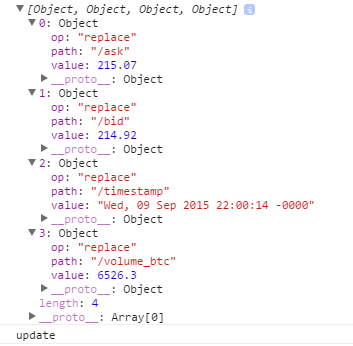 [Object, Object, Object, Object] i
0: Object
op: "replace"
path: "/ask"
value: 215.07
__proto__: Object
1: Object
op: "replace"
path: "/bid"
value: 214.92
__proto__: Object
2: Object
op: "replace"
path: "/timestamp"
value: "Wed, 09 Sep 2015 22:00:14 -0000"
__proto__: Object
3: Object
op: "replace"
path: "/volume_btc"
value: 6526.3
__proto__: Object
length: 4
__proto__: Array[0]
update